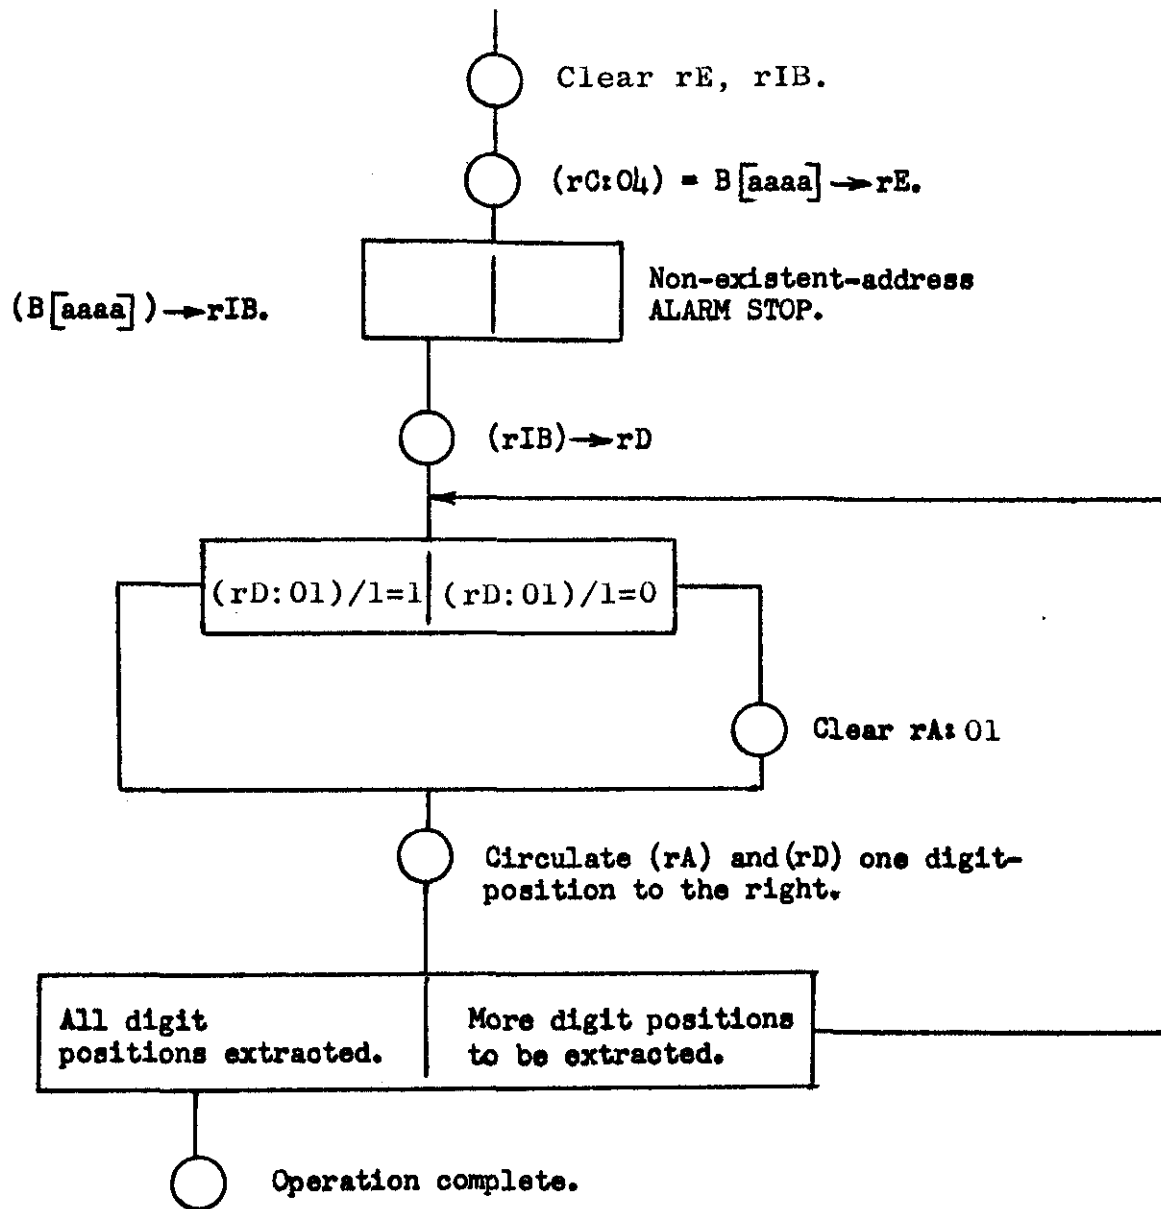 Clear rE, rIB.
(rC:04) = B[aaaa]→rE.
(B[aaaa])→rIB.
Non-existent-address
ALARM STOP.
(rIB)→rD
(rD:01)/1=1 (rD:01)/1=0
Clear rA:01
Circulate (rA) and (rD) one digit-
position to the right.
All digit
positions extracted.
More digit positions
to be extracted.
Operation complete.